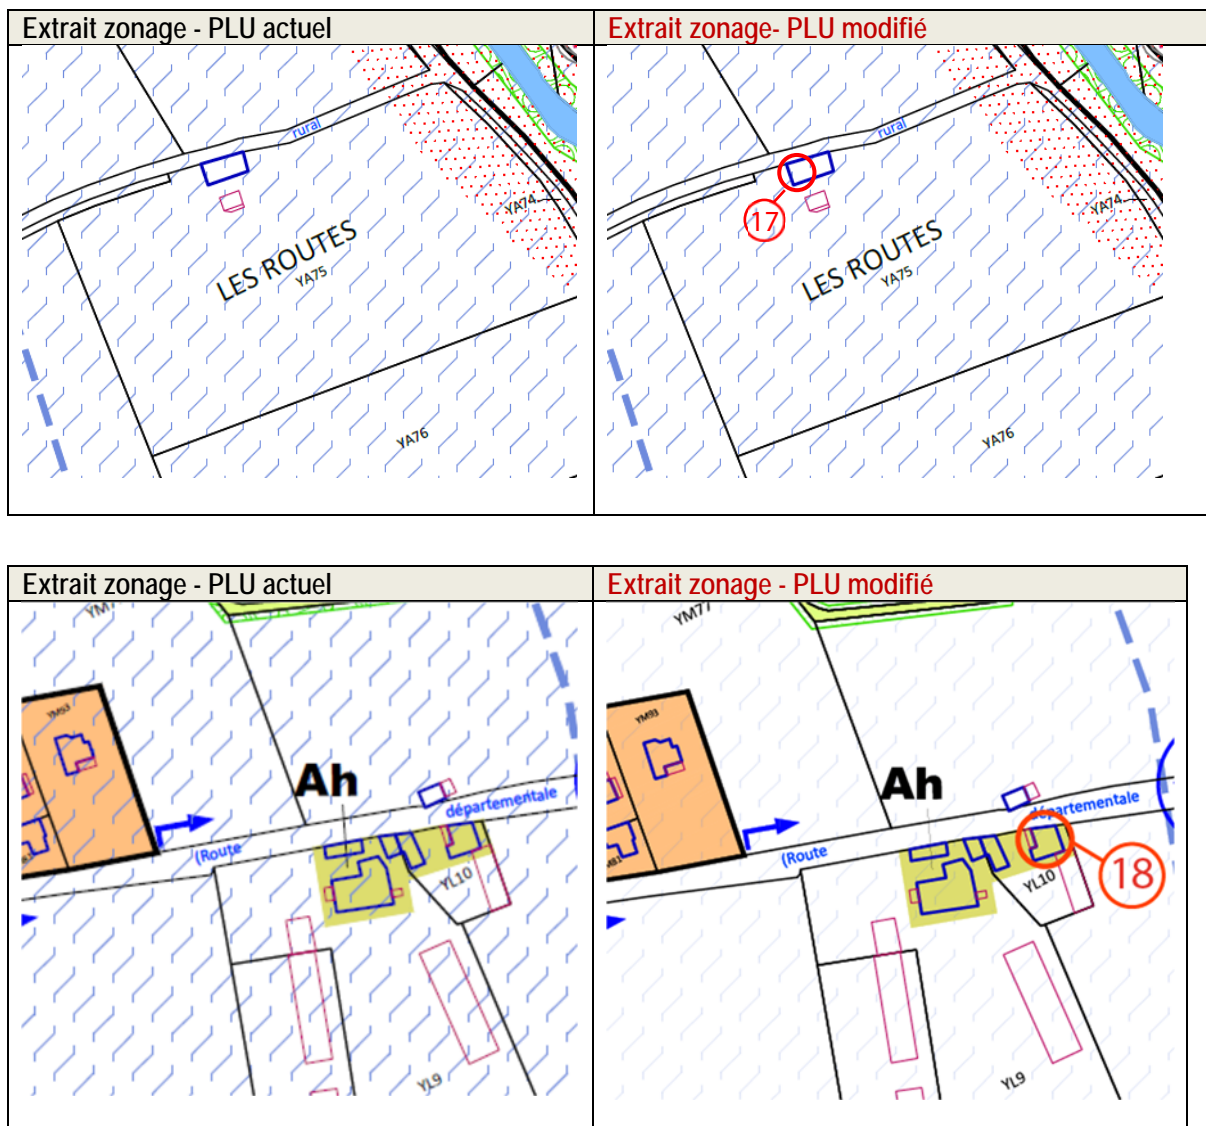 Extrait zonage - PLU actuel
Extrait zonage- PLU modifié
rural
YA74
LES ROUTES
YA75
YA76
rural
17
YA74
LES ROUTES
YA75
YA76
Extrait zonage - PLU actuel
Extrait zonage - PLU modifié
Ah
départementale
(Route
YL10
YL9
YM77
YM93
Ah
départementale
(Route
18
YL10
YL9